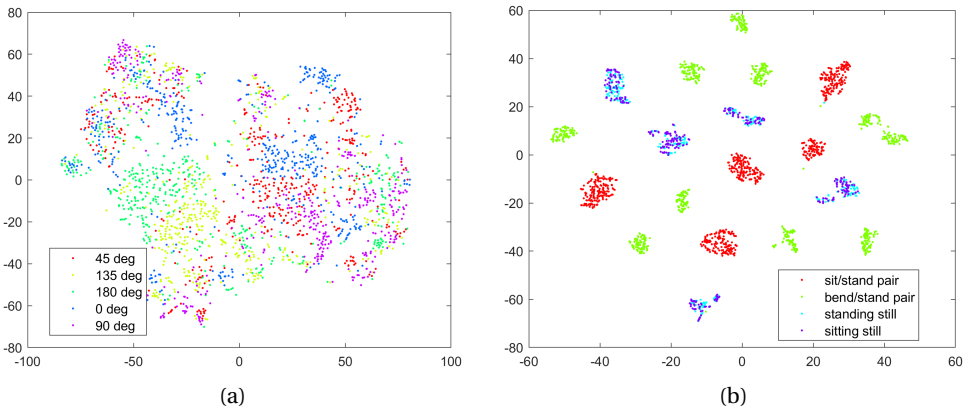 80
60
40
20
0
-20
-40
-60
-80
-100
-50
0
50
100
45 deg
135 deg
180 deg
0 deg
90 deg
(a)
60
40
20
0
-20
-40
-60
-80
-60
-40
-20
0
20
40
60
sit/stand pair
bend/stand pair
standing still
sitting still
(b)